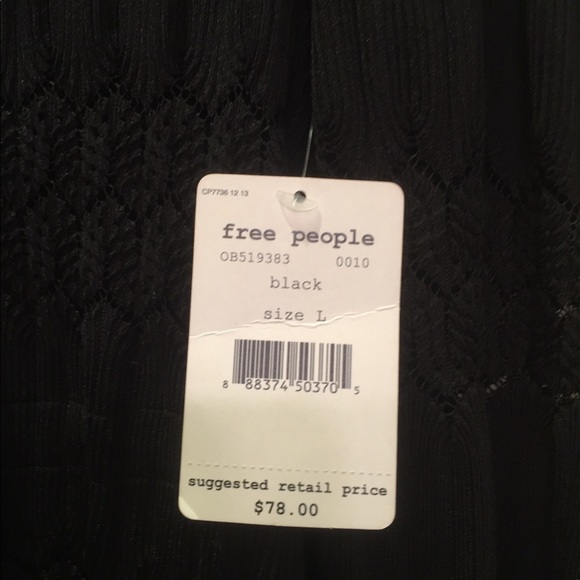 CP7736 12 13
free people
OB519383 0010
black
size L
8 88374 50370 5
suggested retail price
$78.00